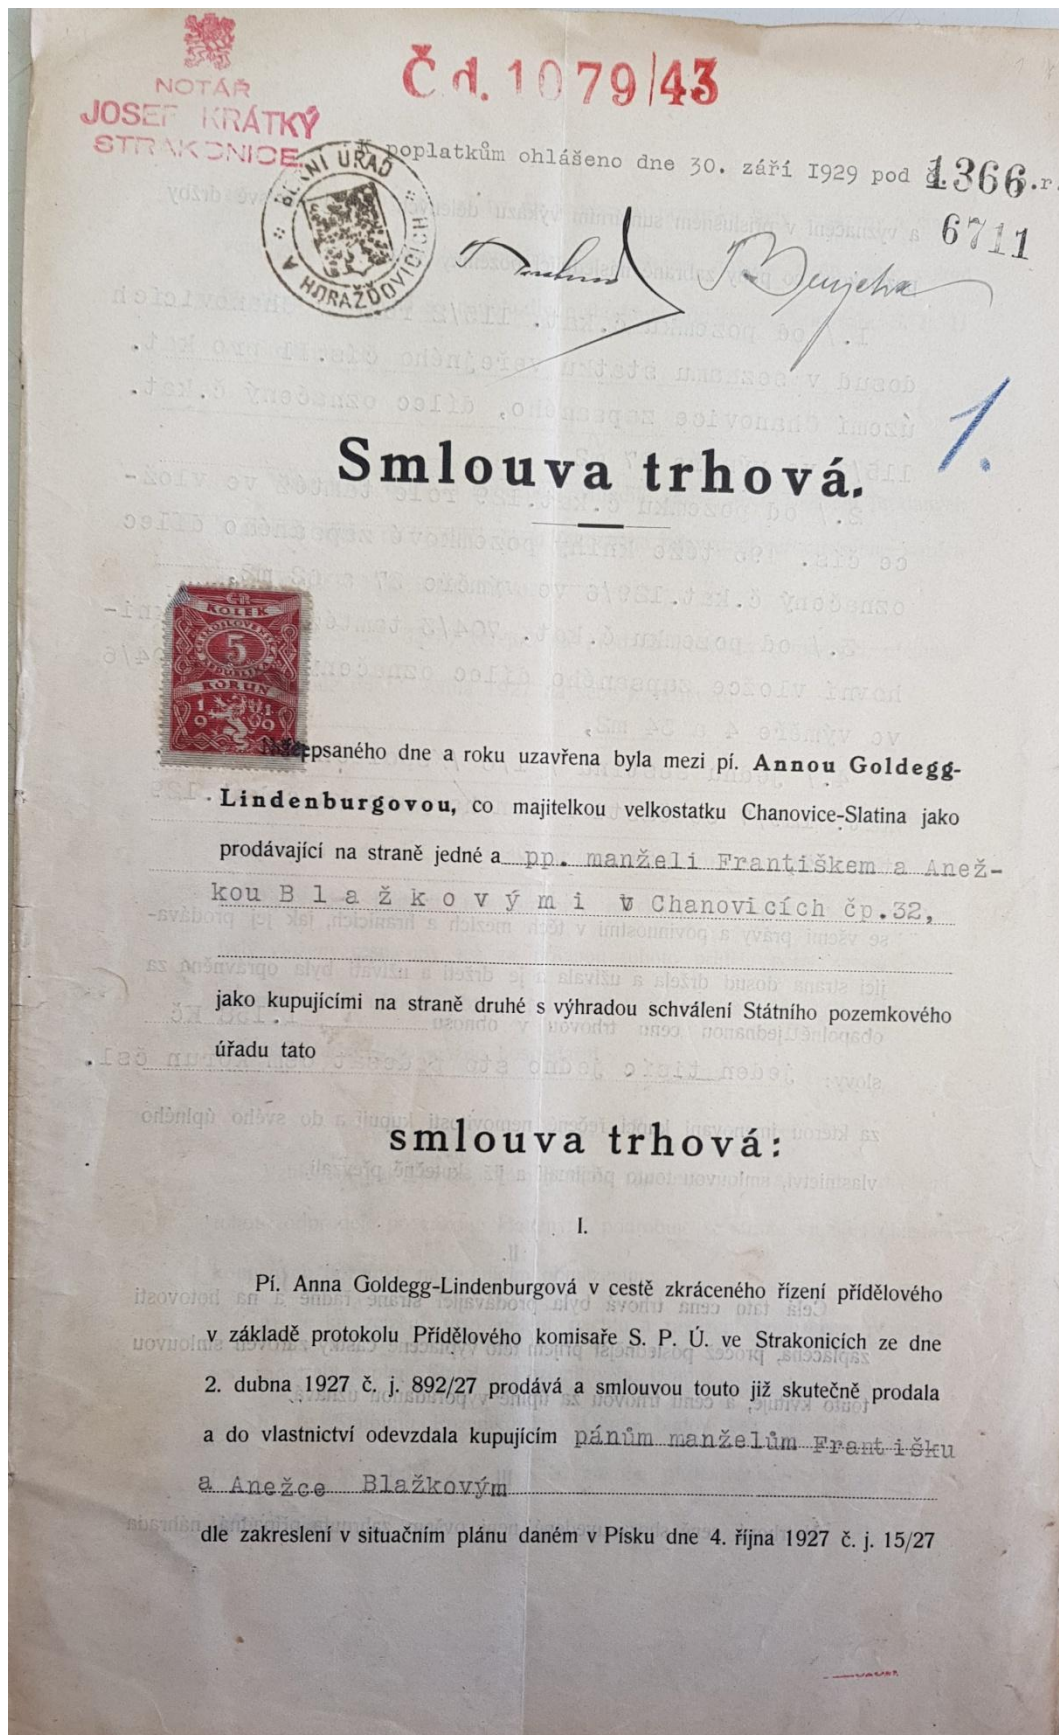 NOTÁŘ
JOSEF KRÁTKÝ
STRAKONICE
Č d. 1079/43
poplatkům ohlášeno dne 30. září 1929 pod č. 1366.r
6711
BERNÍ ÚŘAD
V HORAŽĎOVICÍCH
1.
Smlouva trhová.
ČR
KOLEK
ČESKOSLOVENSKÁ
REPUBLIKA
5
KORUN
1919
psaného dne a roku uzavřena byla mezi pí. Annou Goldegg-
Lindenburgovou, co majitelkou velkostatku Chanovice-Slatina jako
prodávající na straně jedné a pp. manželi Františkem a Anež-
kou Blažkovými v Chanovicích čp.32,
jako kupujícími na straně druhé s výhradou schválení Státního pozemkového
úřadu tato
smlouva trhová:
I.
Pí. Anna Goldegg-Lindenburgová v cestě zkráceného řízení přídělového
v základě protokolu Přídělového komisaře S. P. Ú. ve Strakonicích ze dne
2. dubna 1927 č. j. 892/27 prodává a smlouvou touto již skutečně prodala
a do vlastnictví odevzdala kupujícím pánům manželům Františku
a Anežce Blažkovým
dle zakreslení v situačním plánu daném v Písku dne 4. října 1927 č. j. 15/27